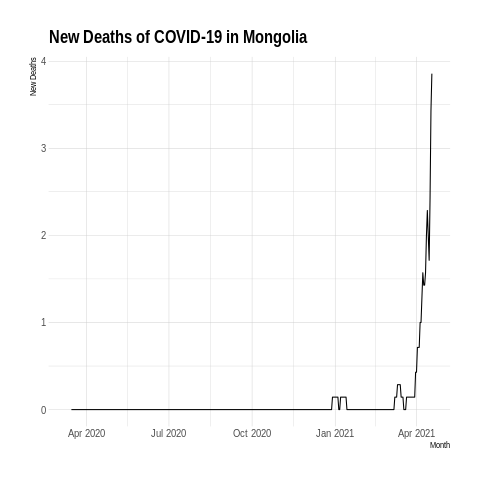 New Deaths of COVID-19 in Mongolia
New Deaths
4
3
2
1
0
Apr 2020 Jul 2020 Oct 2020 Jan 2021 Apr 2021
Month